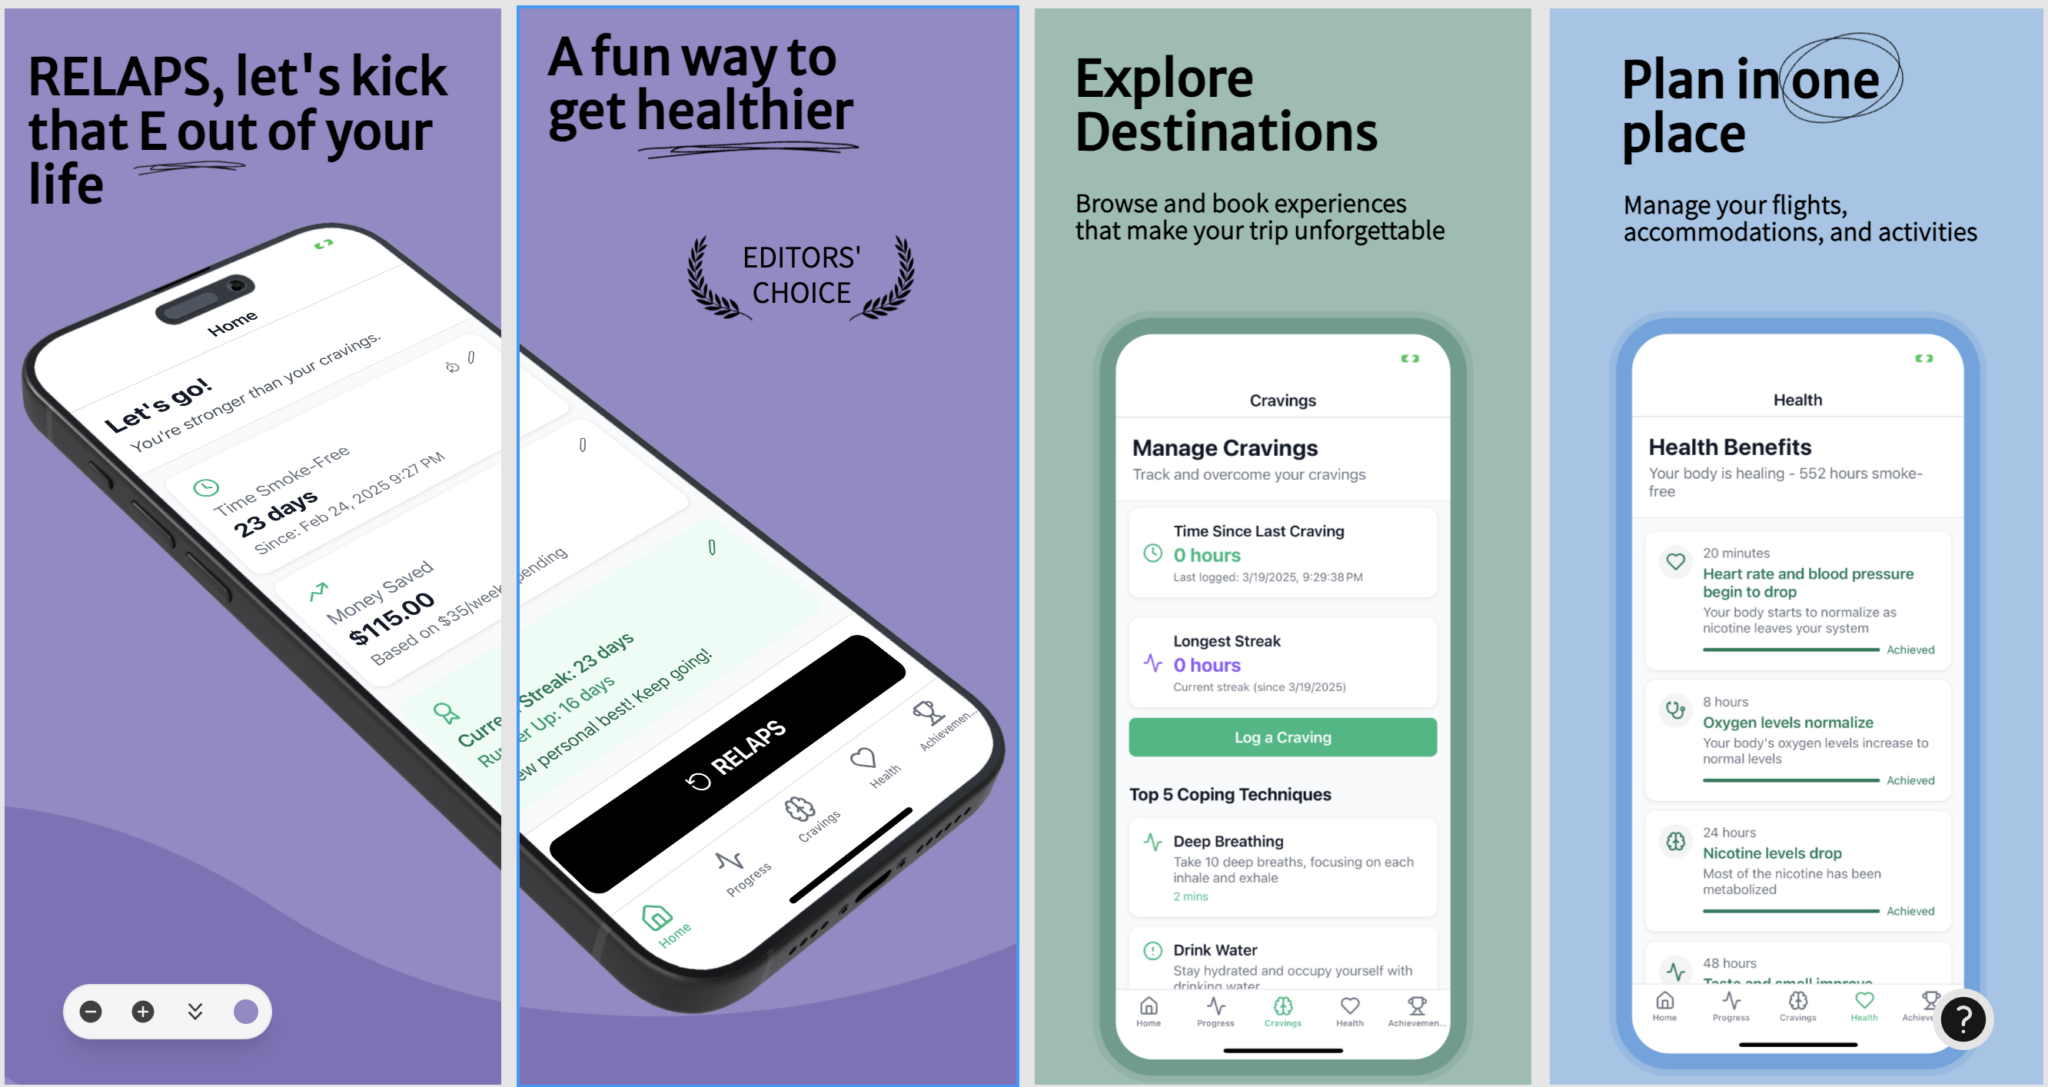 RELAPS, let's kick
that E out of your
life
Home
Let's go!
You're stronger than your cravings.
Time Smoke-Free
23 days
Since: Feb 24, 2025 9:27 PM
Money Saved
$115.00
Based on $35/week
A fun way to
get healthier
EDITORS'
CHOICE
pending
Streak: 23 days
Up: 16 days
personal best! Keep going!
RELAPS
Home
Progress
Cravings
Health
Achievemen...
Explore
Destinations
Browse and book experiences
that make your trip unforgettable
Cravings
Manage Cravings
Track and overcome your cravings
Time Since Last Craving
0 hours
Last logged: 3/19/2025, 9:29:38 PM
Longest Streak
0 hours
Current streak (since 3/19/2025)
Log a Craving
Top 5 Coping Techniques
Deep Breathing
Take 10 deep breaths, focusing on each
inhale and exhale
2 mins
Drink Water
Stay hydrated and occupy yourself with
drinking water
Home
Progress
Cravings
Health
Achievemen...
Plan in one
place
Manage your flights,
accommodations, and activities
Health
Health Benefits
Your body is healing - 552 hours smoke-
free
20 minutes
Heart rate and blood pressure
begin to drop
Your body starts to normalize as
nicotine leaves your system
Achieved
8 hours
Oxygen levels normalize
Your body's oxygen levels increase to
normal levels
Achieved
24 hours
Nicotine levels drop
Most of the nicotine has been
metabolized
Achieved
48 hours
Taste and smell improve
Home
Progress
Cravings
Health
Achieve
?